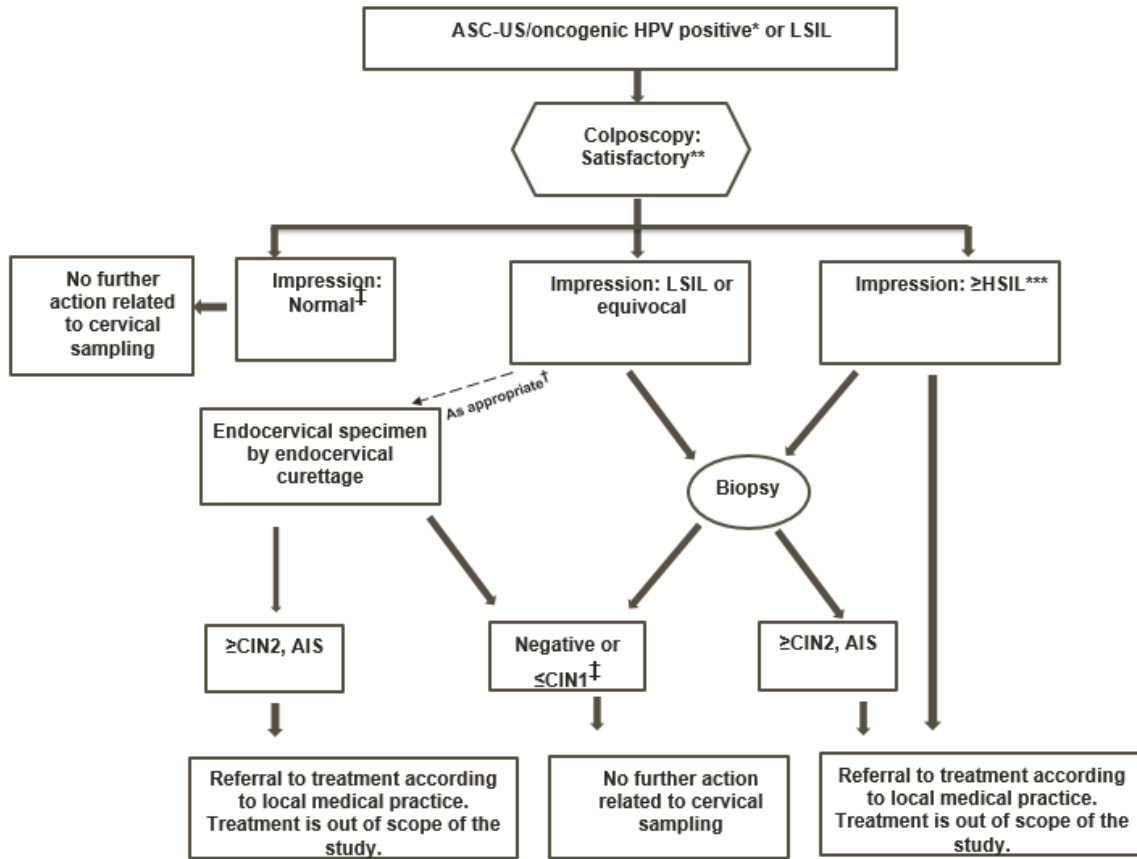 ASC-US/oncogenic HPV positive* or LSIL
Colposcopy:
Satisfactory**
No further
action related
to cervical
sampling
Impression:
Normal‡
Impression: LSIL or
equivocal
Impression: ≥HSIL***
As appropriate†
Endocervical specimen
by endocervical
curettage
Biopsy
≥CIN2, AIS
Negative or
≤CIN1‡
≥CIN2, AIS
Referral to treatment according
to local medical practice.
Treatment is out of scope of the
study.
No further action
related to cervical
sampling
Referral to treatment according
to local medical practice.
Treatment is out of scope of the
study.